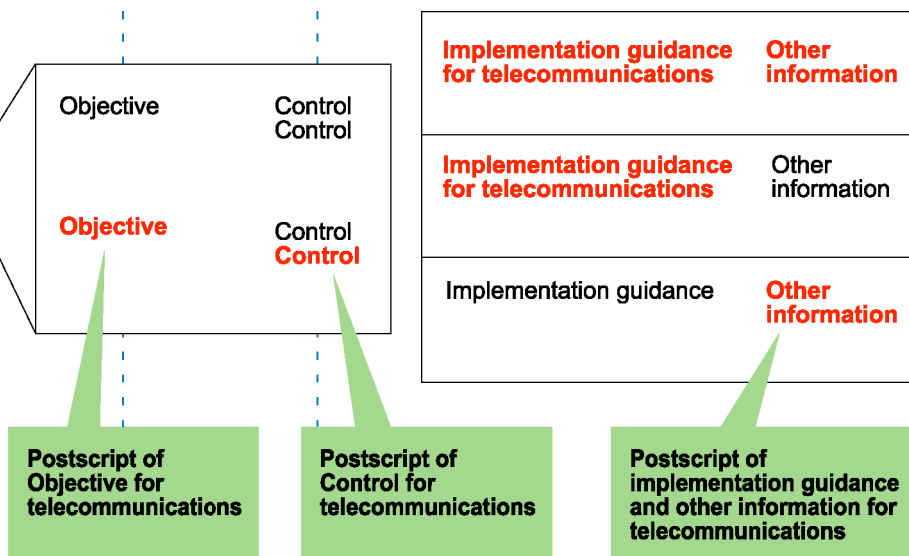 Objective
Control
Control
Objective
Control
Control
Implementation guidance
for telecommunications
Other
information
Implementation guidance
for telecommunications
Other
information
Implementation guidance
Other
information
Postscript of
Objective for
telecommunications
Postscript of
Control for
telecommunications
Postscript of
implementation guidance
and other information for
telecommunications